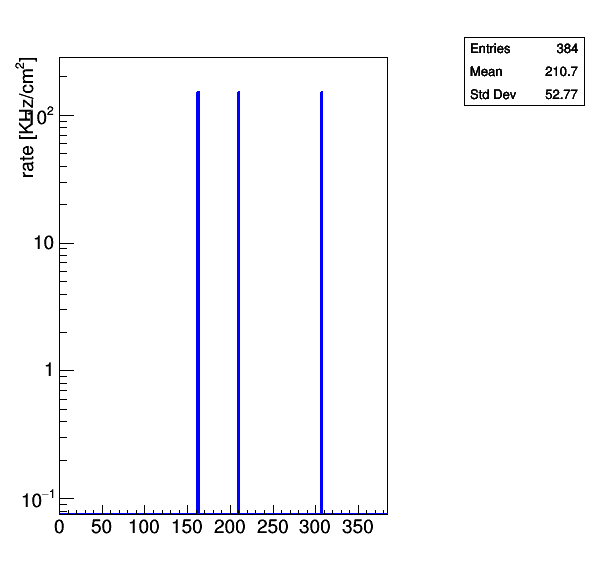 Entries 384
Mean 210.7
Std Dev 52.77
rate [KHz/cm²]
10²
10
1
10⁻¹
0 50 100 150 200 250 300 350